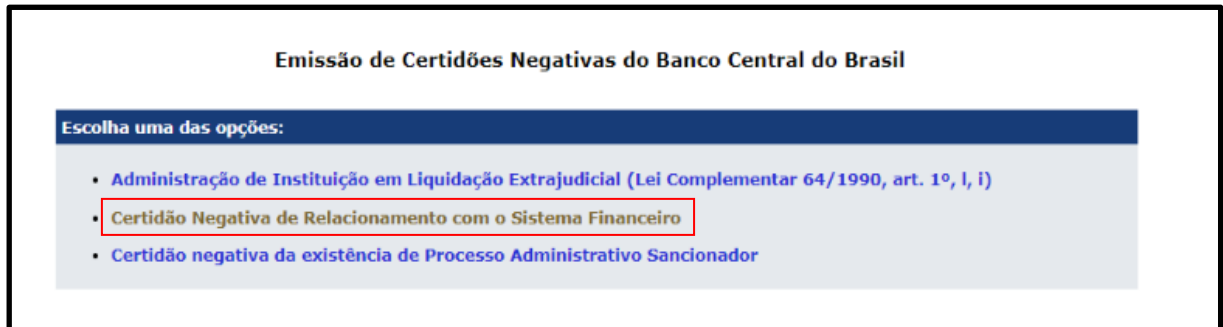 Emissão de Certidões Negativas do Banco Central do Brasil
Escolha uma das opções:
• Administração de Instituição em Liquidação Extrajudicial (Lei Complementar 64/1990, art. 1º, l, i)
• Certidão Negativa de Relacionamento com o Sistema Financeiro
• Certidão negativa da existência de Processo Administrativo Sancionador